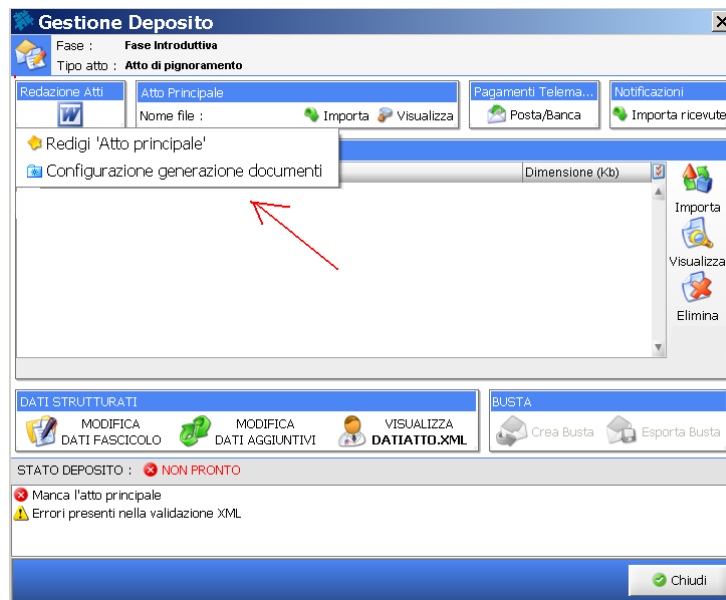 Gestione Deposito
Fase : Fase Introduttiva
Tipo atto : Atto di pignoramento
Redazione Atti
Atto Principale
Pagamenti Telema...
Notificazioni
Nome file :
Importa
Visualizza
Posta/Banca
Importa ricevute
Redigi 'Atto principale'
Configurazione generazione documenti
Dimensione (Kb)
Importa
Visualizza
Elimina
DATI STRUTTURATI
BUSTA
MODIFICA
DATI FASCICOLO
MODIFICA
DATI AGGIUNTIVI
VISUALIZZA
DATIATTO.XML
Crea Busta
Esporta Busta
STATO DEPOSITO : NON PRONTO
Manca l'atto principale
Errori presenti nella validazione XML
Chiudi